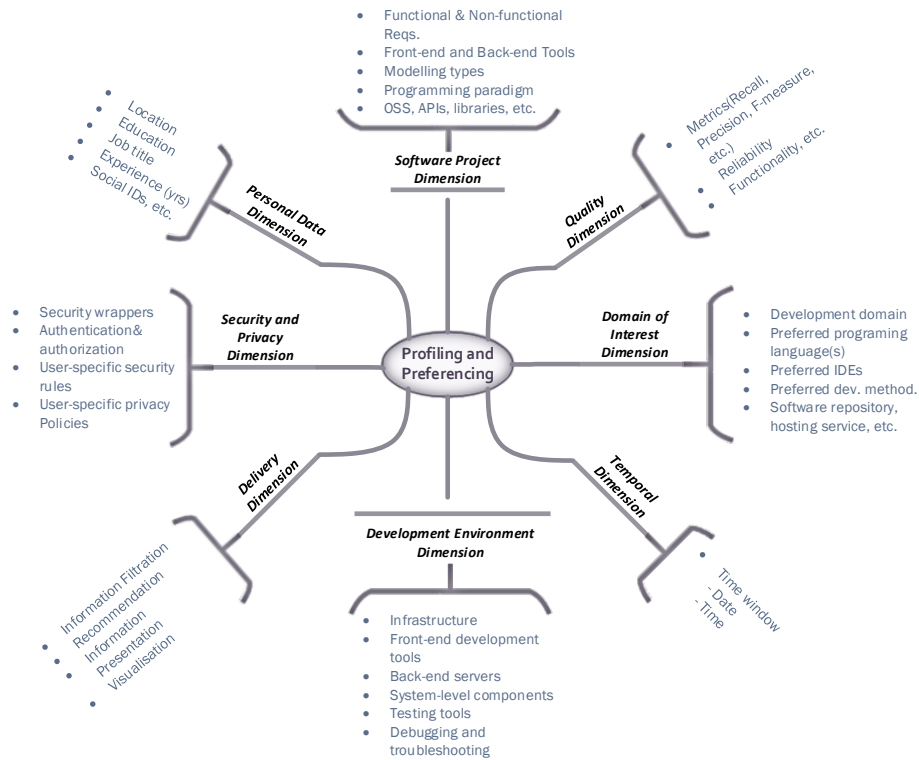 Functional & Non-functional
Reqs.
Front-end and Back-end Tools
Modelling types
Programming paradigm
OSS, APIs, libraries, etc.
Software Project
Dimension
Location
Education
Job title
Experience (yrs)
Social IDs, etc.
Personal Data
Dimension
Metrics(Recall,
Precision, F-measure,
etc.)
Reliability
Functionality, etc.
Quality
Dimension
Security wrappers
Authentication&
authorization
User-specific security
rules
User-specific privacy
Policies
Security and
Privacy
Dimension
Profiling and
Preferencing
Domain of
Interest
Dimension
Development domain
Preferred programing
language(s)
Preferred IDEs
Preferred dev. method.
Software repository,
hosting service, etc.
Delivery
Dimension
Information Filtration
Recommendation
Information
Presentation
Visualisation
Development Environment
Dimension
Infrastructure
Front-end development
tools
Back-end servers
System-level components
Testing tools
Debugging and
troubleshooting
Temporal
Dimension
Time window
- Date
- Time